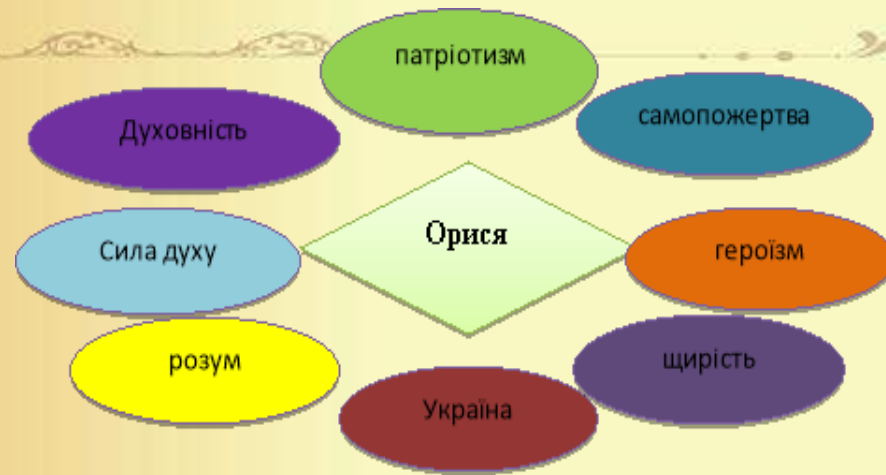 патріотизм
самопожертва
Духовність
Орися
Сила духу
героїзм
розум
щирість
Україна